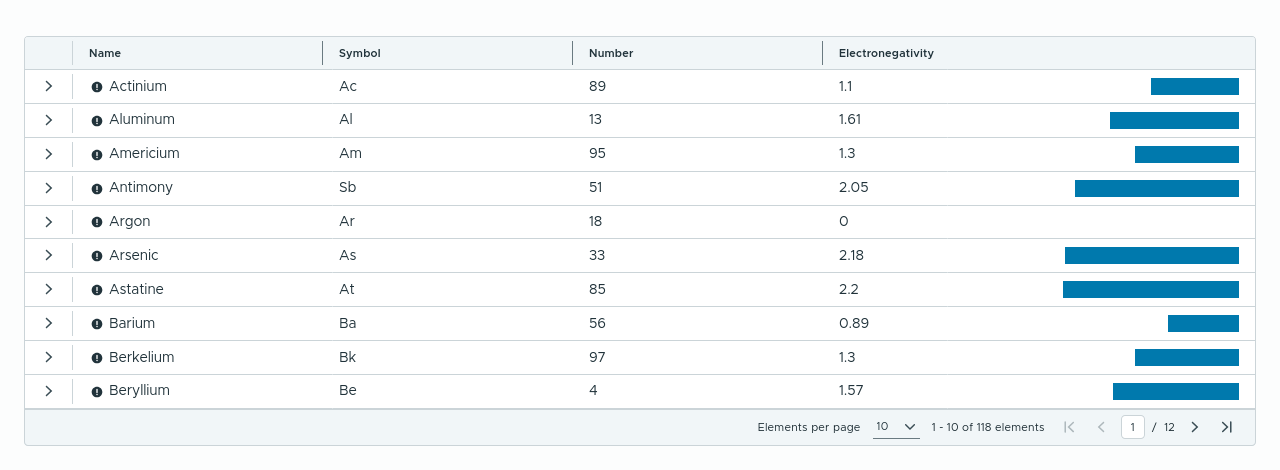 Name Symbol Number Electronegativity
Actinium Ac 89 1.1
Aluminum Al 13 1.61
Americium Am 95 1.3
Antimony Sb 51 2.05
Argon Ar 18 0
Arsenic As 33 2.18
Astatine At 85 2.2
Barium Ba 56 0.89
Berkelium Bk 97 1.3
Beryllium Be 4 1.57
Elements per page 10 1 - 10 of 118 elements 1 / 12